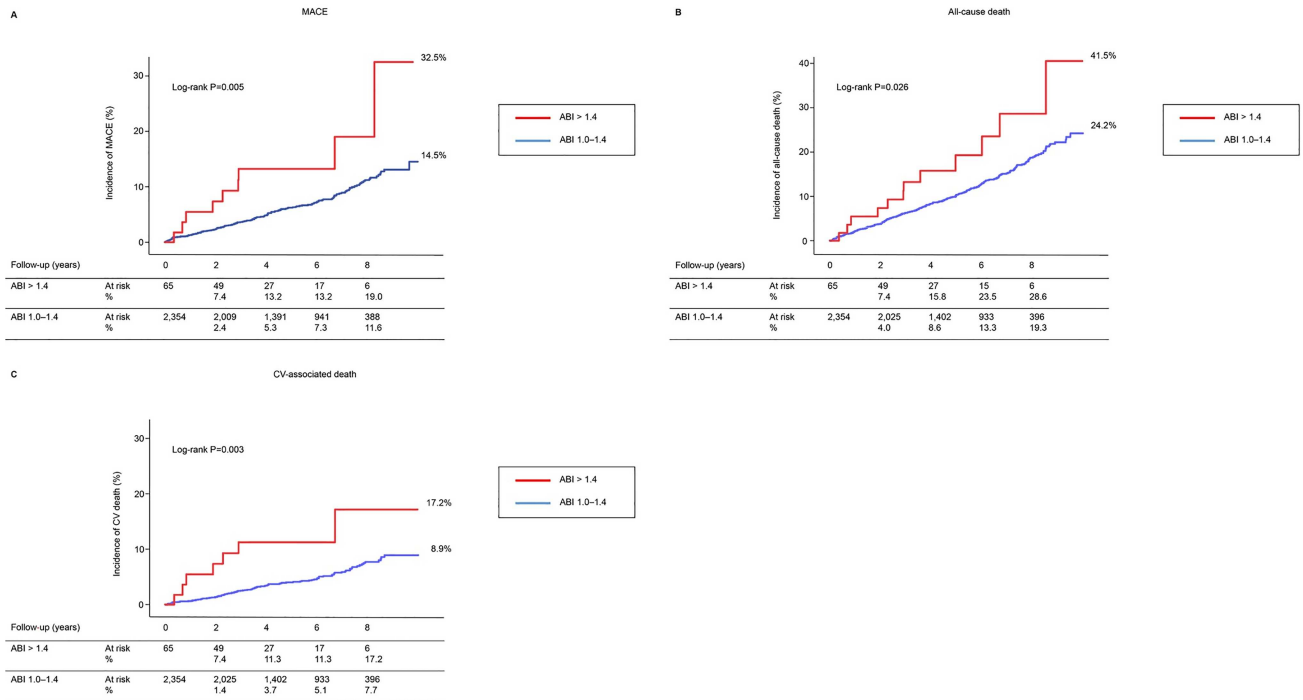 A
MACE
32.5%
30
Log-rank P=0.005
Incidence of MACE (%)
20
14.5%
10
0
ABI > 1.4
ABI 1.0–1.4
Follow-up (years) 0 2 4 6 8
ABI > 1.4 At risk 65 49 27 17 6
% 7.4 13.2 13.2 19.0
ABI 1.0–1.4 At risk 2,354 2,009 1,391 941 388
% 2.4 5.3 7.3 11.6
B
All-cause death
41.5%
40
Log-rank P=0.026
30
Incidence of all-cause death (%)
24.2%
20
10
0
ABI > 1.4
ABI 1.0–1.4
Follow-up (years) 0 2 4 6 8
ABI > 1.4 At risk 65 49 27 15 6
% 7.4 15.8 23.5 28.6
ABI 1.0–1.4 At risk 2,354 2,025 1,402 933 396
% 4.0 8.6 13.3 19.3
C
CV-associated death
30
Log-rank P=0.003
Incidence of CV death (%)
20
17.2%
10
8.9%
0
ABI > 1.4
ABI 1.0–1.4
Follow-up (years) 0 2 4 6 8
ABI > 1.4 At risk 65 49 27 17 6
% 7.4 11.3 11.3 17.2
ABI 1.0–1.4 At risk 2,354 2,025 1,402 933 396
% 1.4 3.7 5.1 7.7